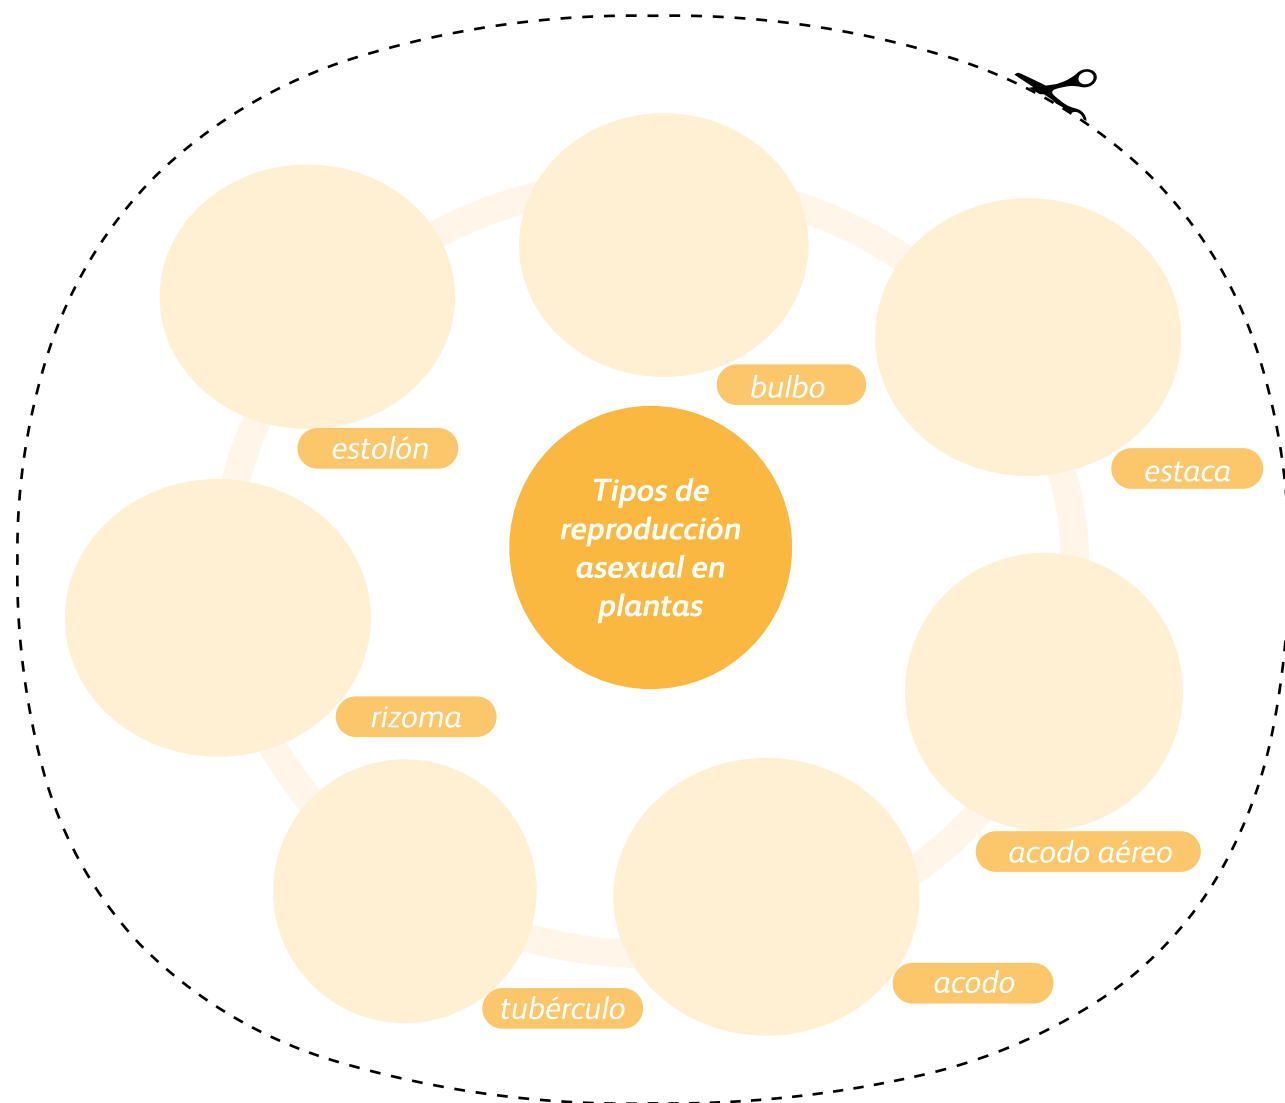 bulbo
estolón
estaca
Tipos de
reproducción
asexual en
plantas
rizoma
acodo aéreo
acodo
tubérculo